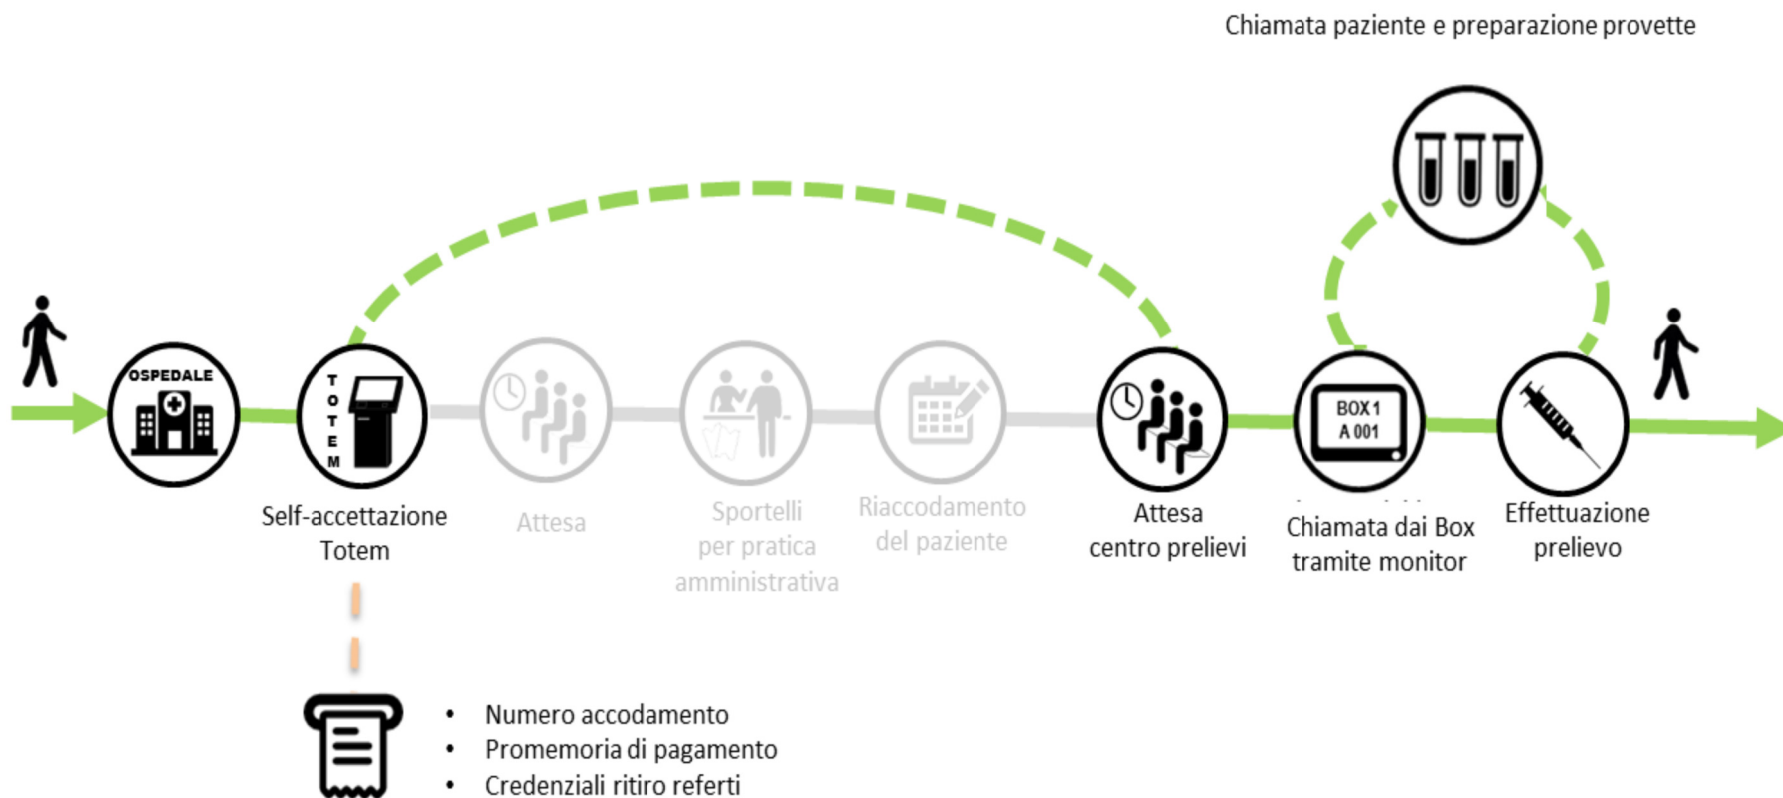 Chiamata paziente e preparazione provette
OSPEDALE
TOTEM
BOX 1
A 001
Self-accettazione
Totem
Attesa
Sportelli
per pratica
amministrativa
Riaccodamento
del paziente
Attesa
centro prelievi
Chiamata dai Box
tramite monitor
Effettuazione
prelievo
• Numero accodamento
• Promemoria di pagamento
• Credenziali ritiro referti